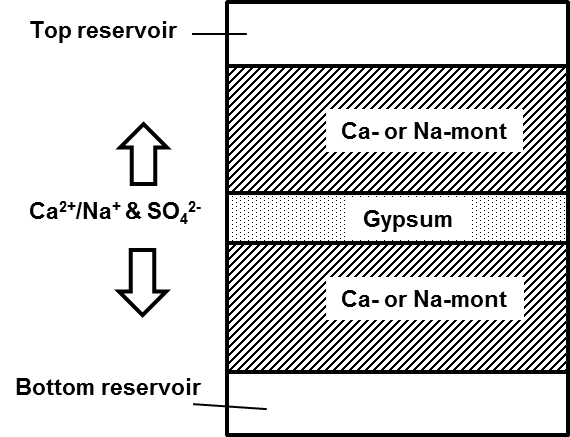 Top reservoir
Ca- or Na-mont
Ca²⁺/Na⁺ & SO₄²⁻
Gypsum
Ca- or Na-mont
Bottom reservoir